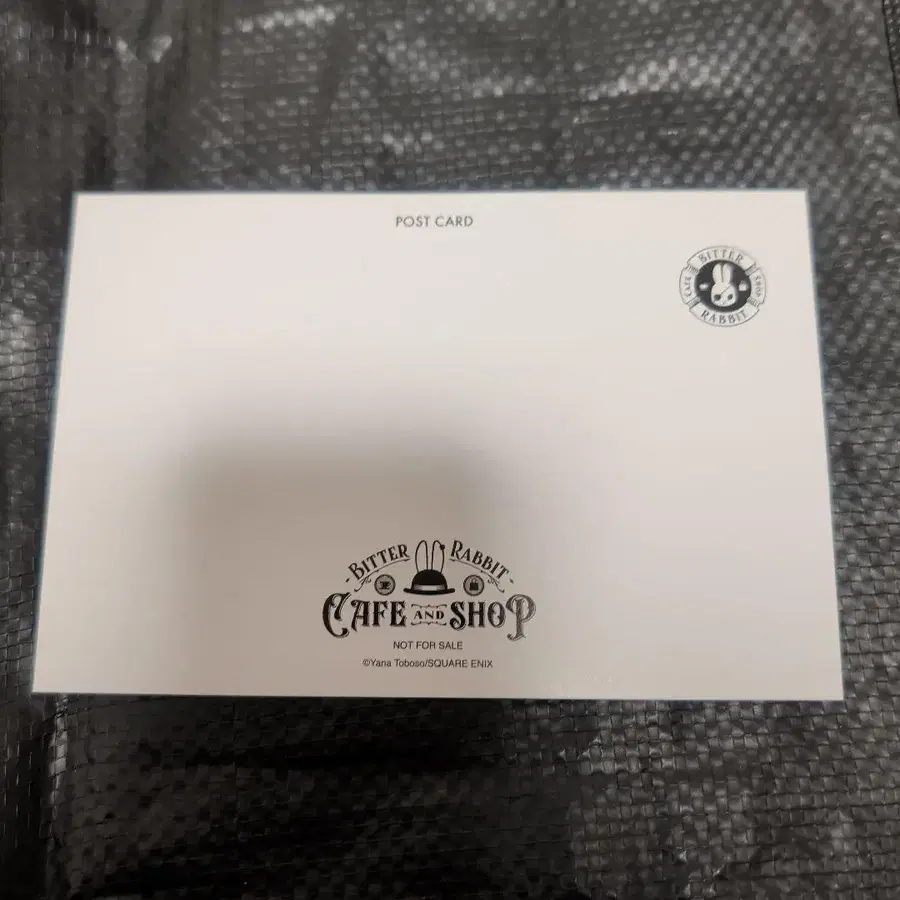 POST CARD
BITTER
CAFE SHOP
RABBIT
BITTER RABBIT
CAFE AND SHOP
NOT FOR SALE
©Yana Toboso/SQUARE ENIX